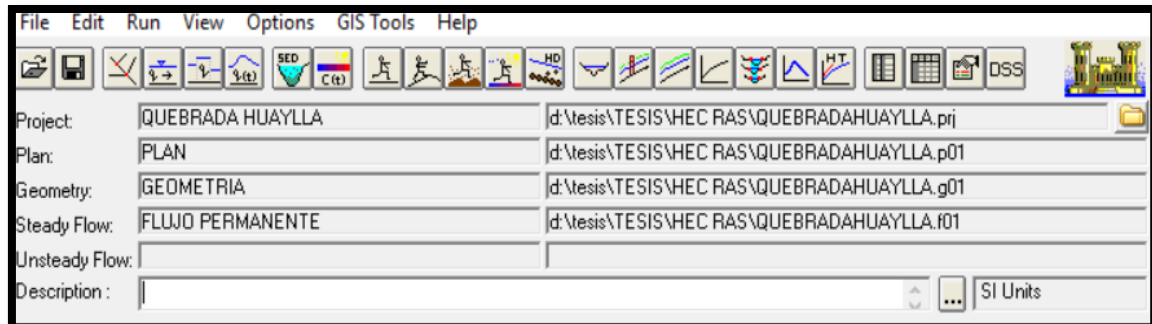 File Edit Run View Options GIS Tools Help
SED C(t) q(t) HD HT DSS
Project: QUEBRADA HUAYLLA d:\tesis\TESIS\HEC RAS\QUEBRADAHUAYLLA.prj
Plan: PLAN d:\tesis\TESIS\HEC RAS\QUEBRADAHUAYLLA.p01
Geometry: GEOMETRIA d:\tesis\TESIS\HEC RAS\QUEBRADAHUAYLLA.g01
Steady Flow: FLUJO PERMANENTE d:\tesis\TESIS\HEC RAS\QUEBRADAHUAYLLA.f01
Unsteady Flow:
Description : ... SI Units